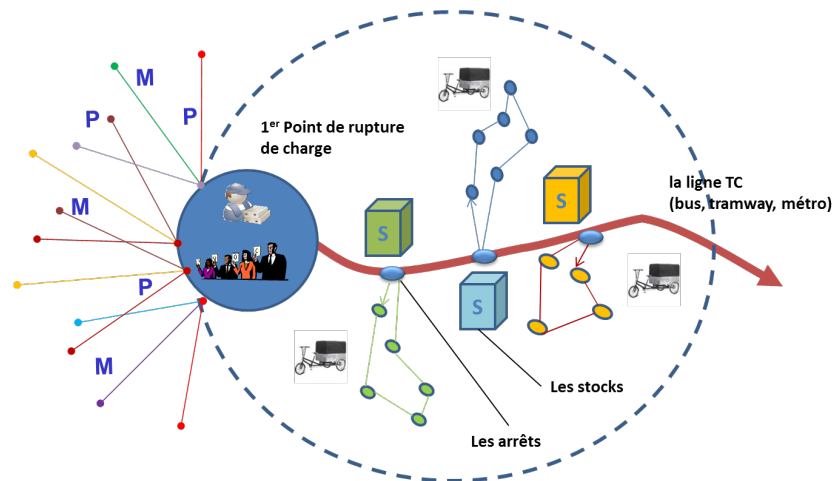 M
P
P
1er Point de rupture
de charge
M
P
M
S
S
S
la ligne TC
(bus, tramway, métro)
Les stocks
Les arrêts